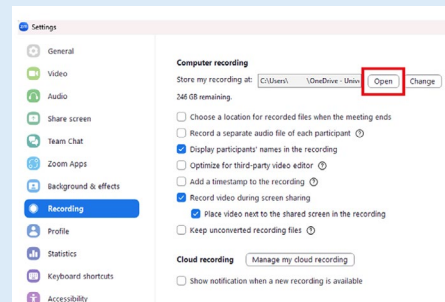 Settings
General
Video
Audio
Share screen
Team Chat
Zoom Apps
Background & effects
Recording
Profile
Statistics
Keyboard shortcuts
Accessibility
Computer recording
Store my recording at: C:\Users\ \OneDrive - Univ Open Change
246 GB remaining.
Choose a location for recorded files when the meeting ends
Record a separate audio file of each participant
Display participants' names in the recording
Optimize for third-party video editor
Add a timestamp to the recording
Record video during screen sharing
Place video next to the shared screen in the recording
Keep unconverted recording files
Cloud recording Manage my cloud recording
Show notification when a new recording is available